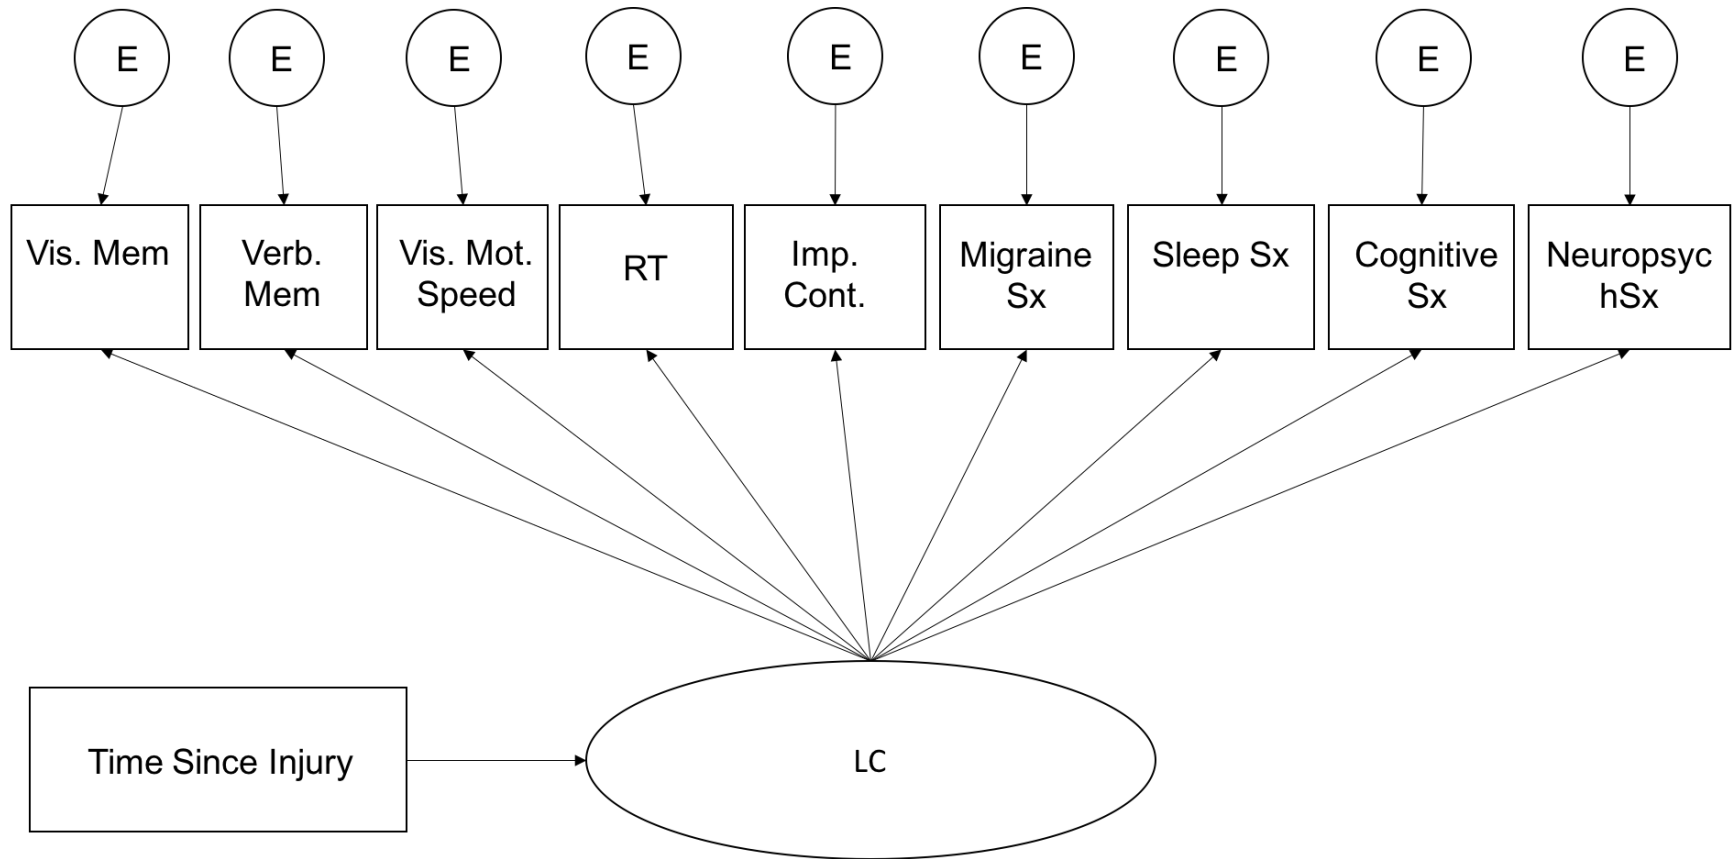 E
E
E
E
E
E
E
E
E
Vis. Mem
Verb.
Mem
Vis. Mot.
Speed
RT
Imp.
Cont.
Migraine
Sx
Sleep Sx
Cognitive
Sx
Neuropsyc
hSx
Time Since Injury
LC